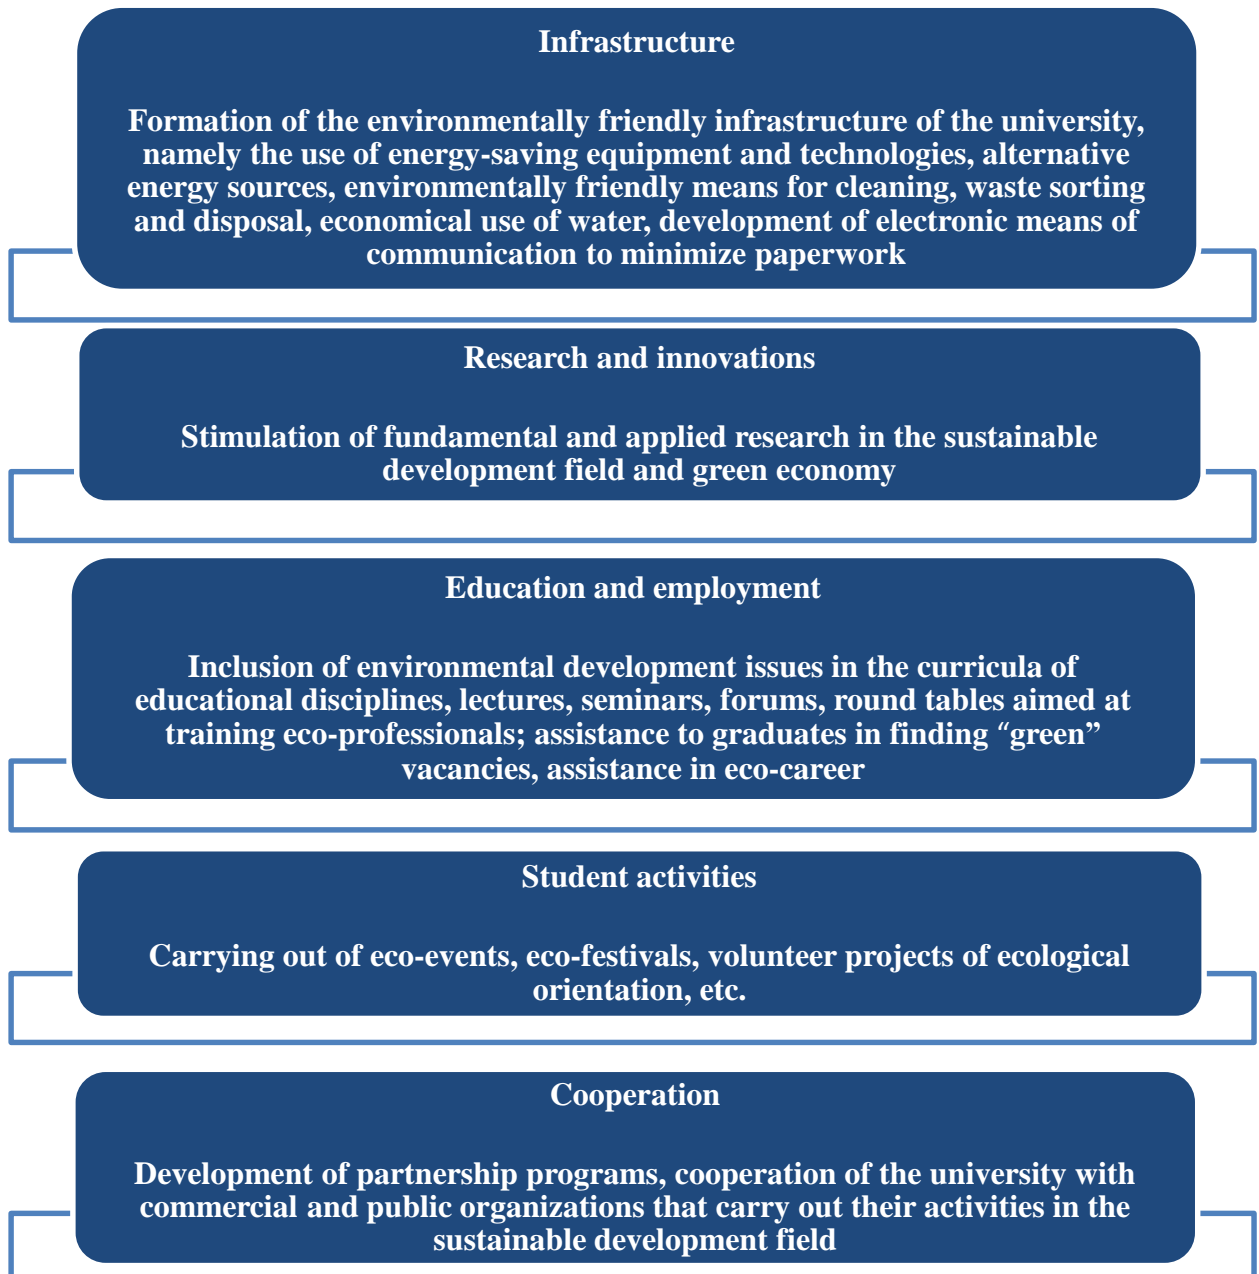 Infrastructure
Formation of the environmentally friendly infrastructure of the university,
namely the use of energy-saving equipment and technologies, alternative
energy sources, environmentally friendly means for cleaning, waste sorting
and disposal, economical use of water, development of electronic means of
communication to minimize paperwork
Research and innovations
Stimulation of fundamental and applied research in the sustainable
development field and green economy
Education and employment
Inclusion of environmental development issues in the curricula of
educational disciplines, lectures, seminars, forums, round tables aimed at
training eco-professionals; assistance to graduates in finding “green”
vacancies, assistance in eco-career
Student activities
Carrying out of eco-events, eco-festivals, volunteer projects of ecological
orientation, etc.
Cooperation
Development of partnership programs, cooperation of the university with
commercial and public organizations that carry out their activities in the
sustainable development field